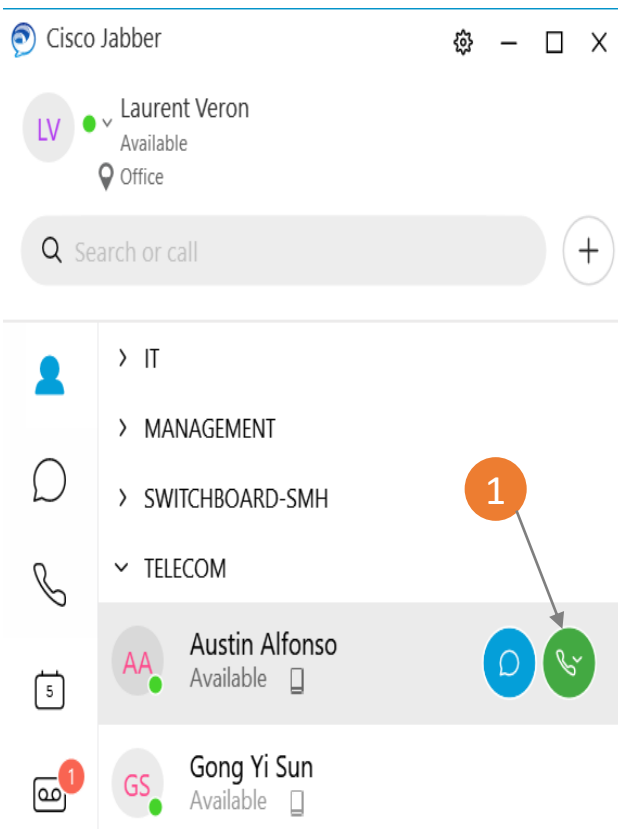 Cisco Jabber
LV
Laurent Veron
Available
Office
Search or call
IT
MANAGEMENT
SWITCHBOARD-SMH
1
TELECOM
AA
Austin Alfonso
Available
5
1
GS
Gong Yi Sun
Available